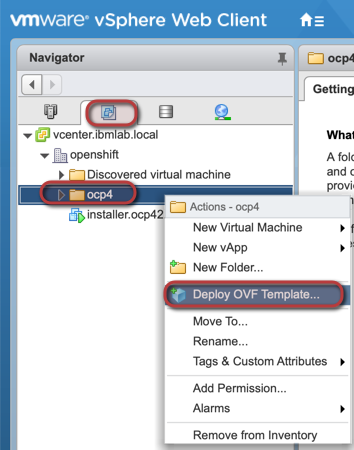 vmware® vSphere Web Client
Navigator
ocp4
Getting
vcenter.ibmlab.local
What
openshift
A fol
Discovered virtual machine
and c
provi
ocp4
installer.ocp42
Actions - ocp4
New Virtual Machine
New vApp
New Folder...
Deploy OVF Template...
Move To...
Rename...
Tags & Custom Attributes
Add Permission...
Alarms
Remove from Inventory